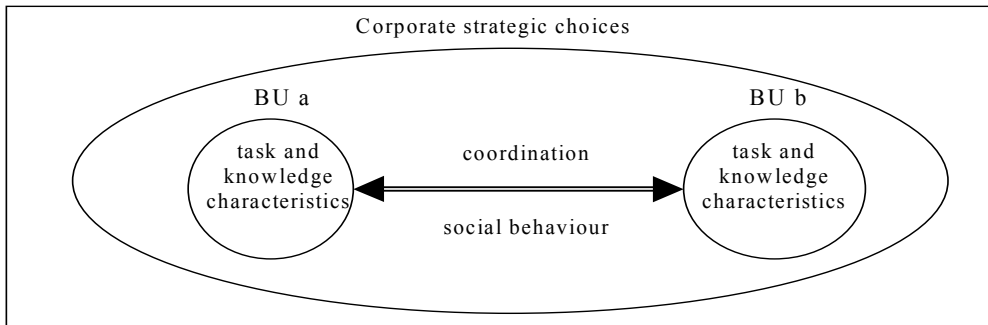 Corporate strategic choices
BU a
BU b
task and
knowledge
characteristics
coordination
social behaviour
task and
knowledge
characteristics